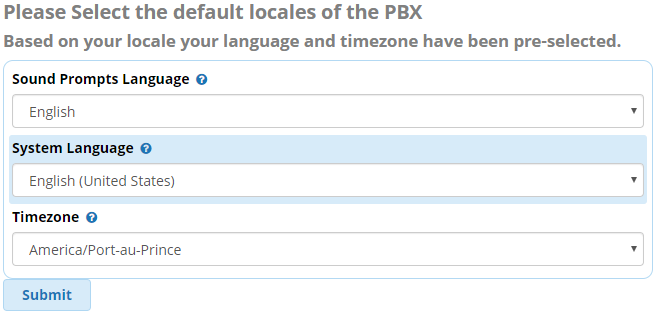 Please Select the default locales of the PBX
Based on your locale your language and timezone have been pre-selected.
Sound Prompts Language
English
System Language
English (United States)
Timezone
America/Port-au-Prince
Submit